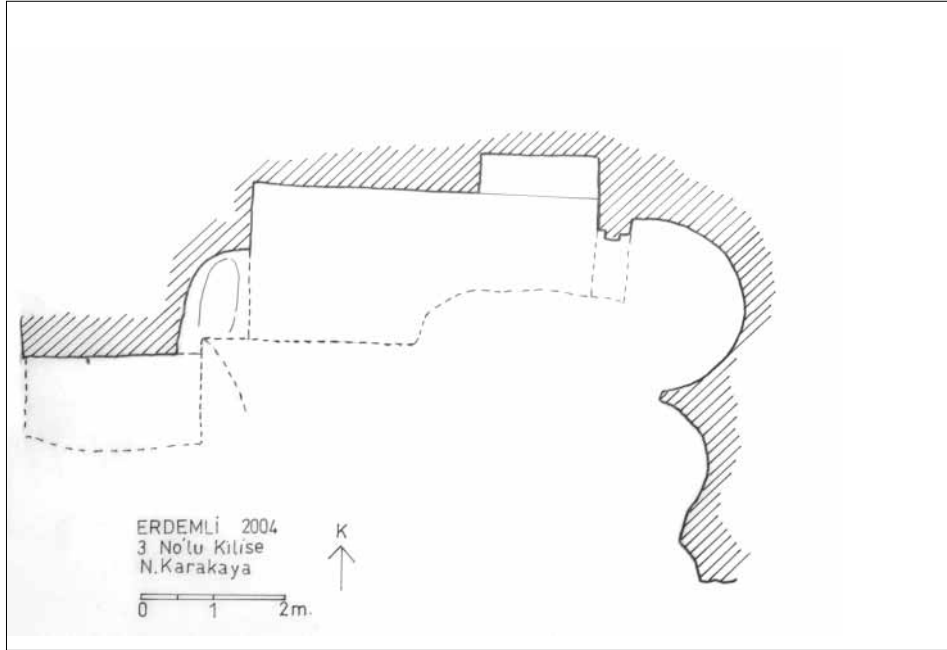 ERDEMLİ 2004
3 No'lu Kilise
N.Karakaya
K
0 1 2m.